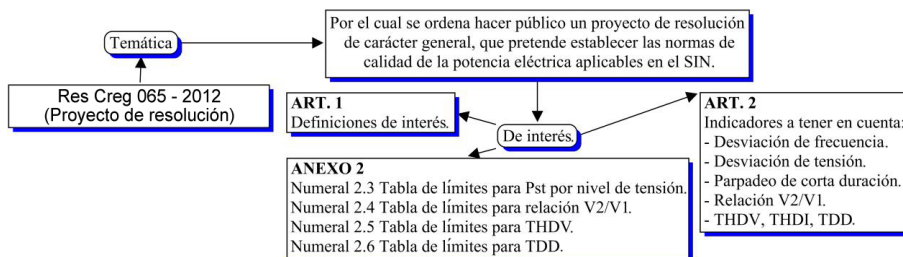 Temática
Por el cual se ordena hacer público un proyecto de resolución
de carácter general, que pretende establecer las normas de
calidad de la potencia eléctrica aplicables en el SIN.
Res Creg 065 - 2012
(Proyecto de resolución)
ART. 1
Definiciones de interés.
De interés.
ART. 2
Indicadores a tener en cuenta:
- Desviación de frecuencia.
- Desviación de tensión.
- Parpadeo de corta duración.
- Relación V2/V1.
- THDV, THDI, TDD.
ANEXO 2
Numeral 2.3 Tabla de límites para Pst por nivel de tensión.
Numeral 2.4 Tabla de límites para relación V2/V1.
Numeral 2.5 Tabla de límites para THDV.
Numeral 2.6 Tabla de límites para TDD.